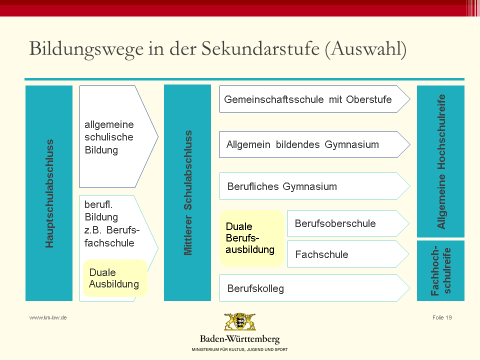 Bildungswege in der Sekundarstufe (Auswahl)
Hauptschulabschluss
allgemeine
schulische
Bildung
berufl.
Bildung
z.B. Berufs-
fachschule
Duale
Ausbildung
Mittlerer Schulabschluss
Gemeinschaftsschule mit Oberstufe
Allgemein bildendes Gymnasium
Berufliches Gymnasium
Duale
Berufs-
ausbildung
Berufsoberschule
Fachschule
Berufskolleg
Allgemeine Hochschulreife
Fachhoch-
schulreife
Folie 19
Baden-Württemberg
MINISTERIUM FÜR KULTUS, JUGEND UND SPORT